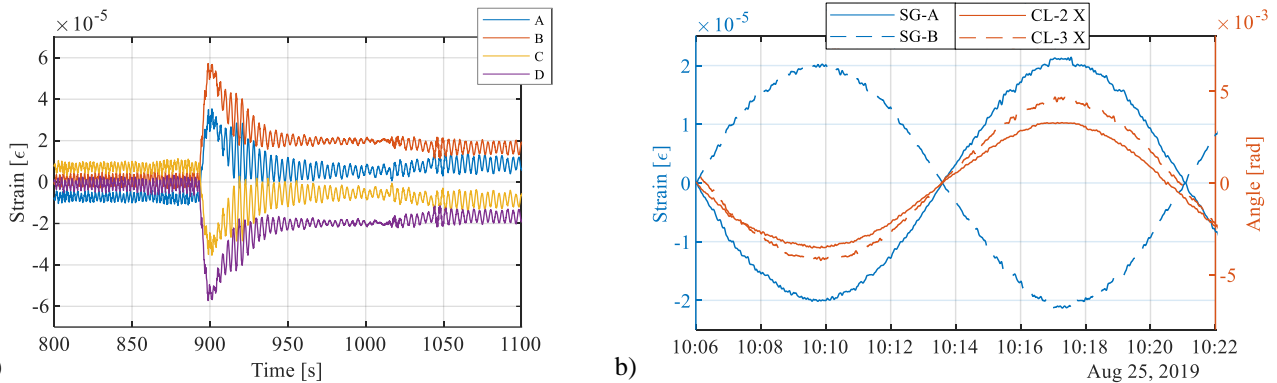 ×10⁻⁵
A
B
C
D
6
4
2
0
-2
-4
-6
Strain [ϵ]
800
850
900
950
1000
1050
1100
Time [s]
)
b)
SG-A
SG-B
CL-2 X
CL-3 X
×10⁻⁵
×10⁻³
2
1
0
-1
-2
Strain [ϵ]
5
0
-5
Angle [rad]
10:06 10:08 10:10 10:12 10:14 10:16 10:18 10:20 10:22
Aug 25, 2019